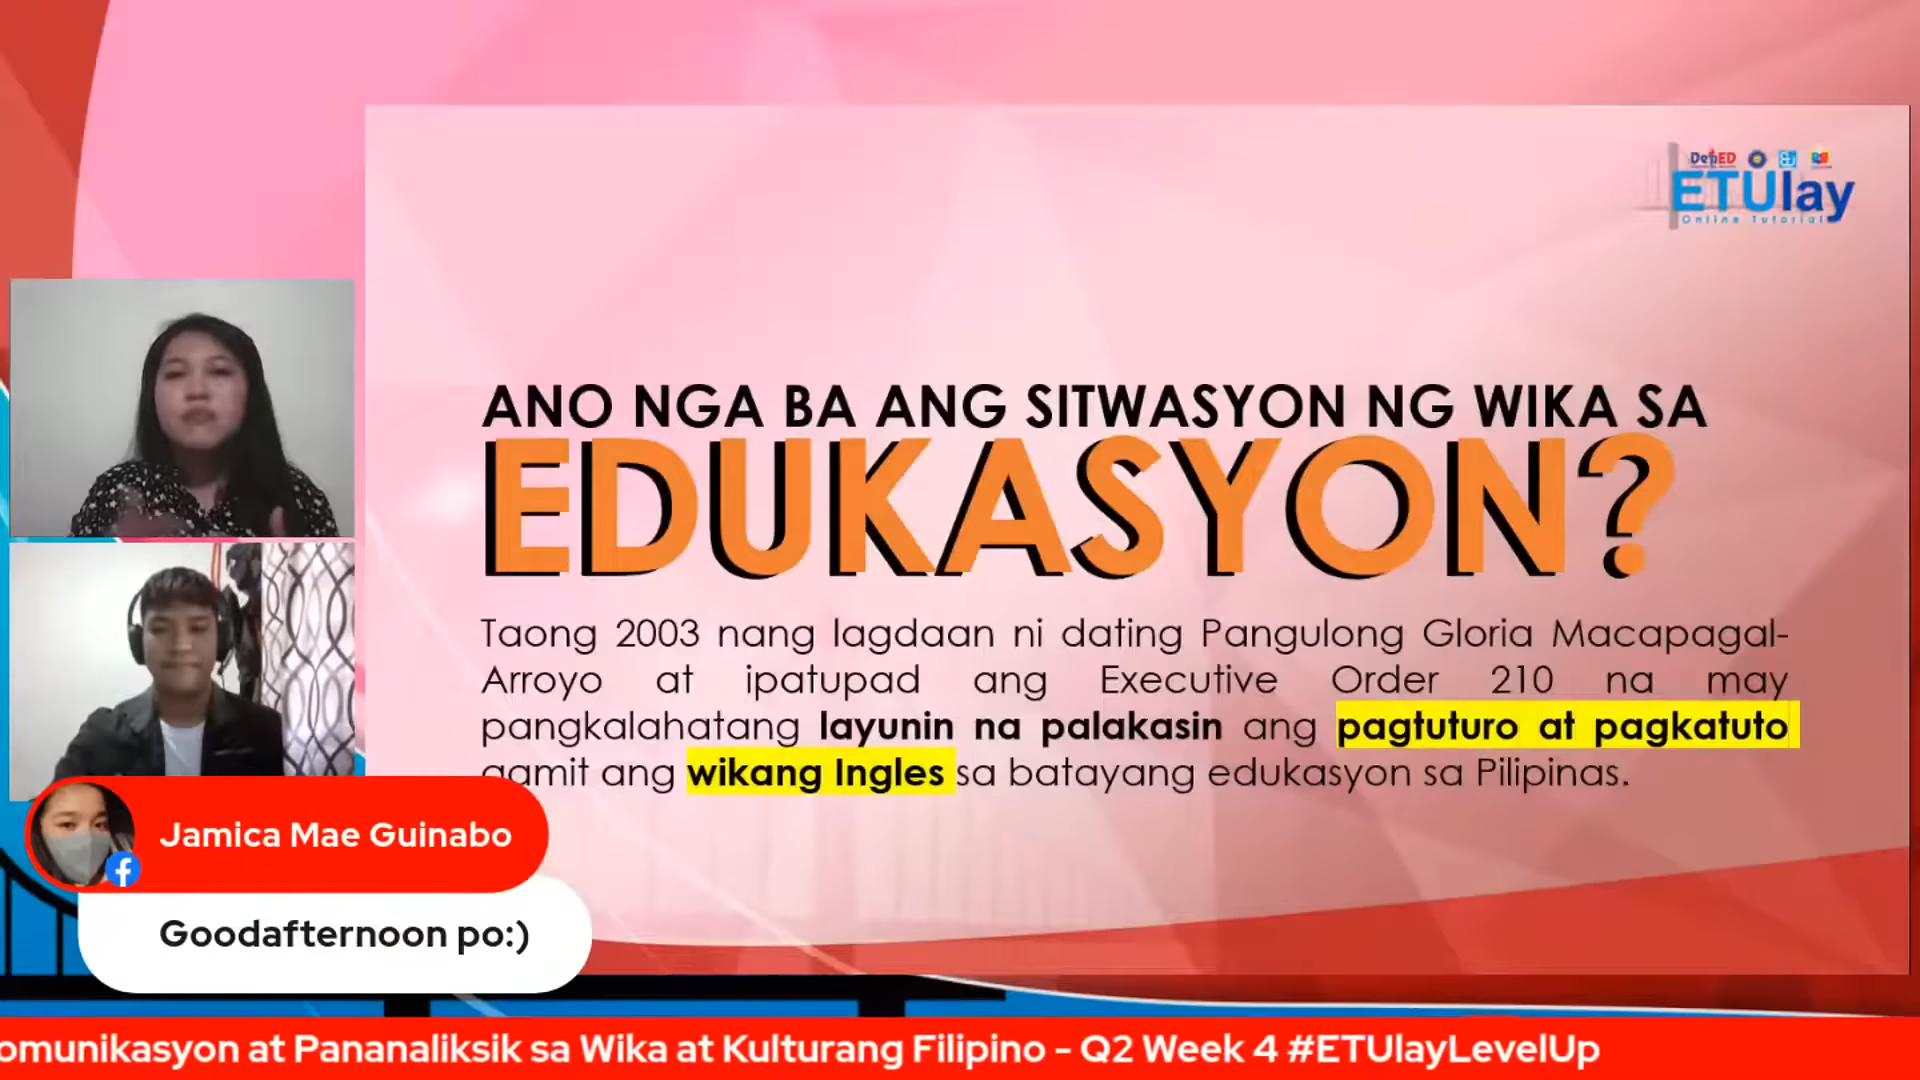 DepED
ETUlay
Online Tutorial
ANO NGA BA ANG SITWASYON NG WIKA SA
EDUKASYON?
Taong 2003 nang lagdaan ni dating Pangulong Gloria Macapagal-
Arroyo at ipatupad ang Executive Order 210 na may
pangkalahatang layunin na palakasin ang pagtuturo at pagkatuto
gamit ang wikang Ingles sa batayang edukasyon sa Pilipinas.
Jamica Mae Guinabo
Goodafternoon po:)
omunikasyon at Pananaliksik sa Wika at Kulturang Filipino - Q2 Week 4 #ETUlayLevelUp